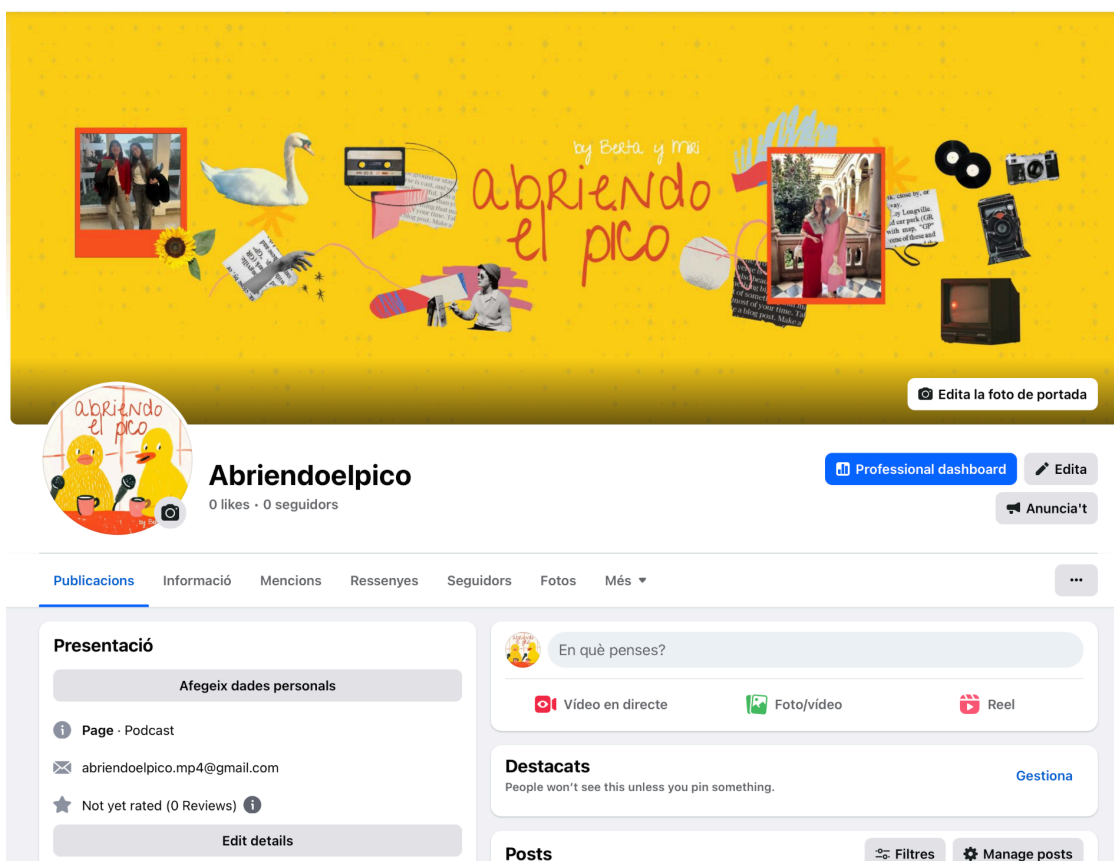 by Berta y Miri
abriendo
el pico
Edita la foto de portada
abriendo
el pico
Abriendoelpico
0 likes · 0 seguidors
Professional dashboard
Edita
Anuncia't
Publicacions
Informació
Mencions
Ressenyes
Seguidors
Fotos
Més
Presentació
Afegeix dades personals
Page · Podcast
abriendoelpico.mp4@gmail.com
Not yet rated (0 Reviews)
Edit details
En què penses?
Vídeo en directe
Foto/vídeo
Reel
Destacats
People won't see this unless you pin something.
Gestiona
Posts
Filtres
Manage posts